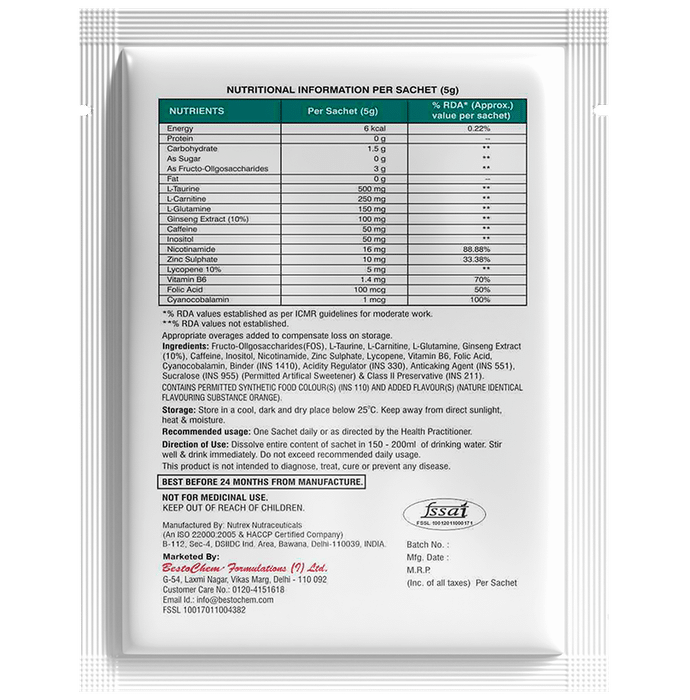 NUTRITIONAL INFORMATION PER SACHET (5g)
NUTRIENTS Per Sachet (5g) % RDA* (Approx.) value per sachet)
Energy 6 kcal 0.22%
Protein 0 g --
Carbohydrate 1.5 g **
As Sugar 0 g **
As Fructo-Ollgosaccharides 3 g **
Fat 0 g --
L-Taurine 500 mg **
L-Carnitine 250 mg **
L-Glutamine 150 mg **
Ginseng Extract (10%) 100 mg **
Caffeine 50 mg **
Inositol 50 mg **
Nicotinamide 16 mg 88.88%
Zinc Sulphate 10 mg 33.38%
Lycopene 10% 5 mg **
Vitamin B6 1.4 mg 70%
Folic Acid 100 mcg 50%
Cyanocobalamin 1 mcg 100%
*% RDA values established as per ICMR guidelines for moderate work.
**% RDA values not established.
Appropriate overages added to compensate loss on storage.
Ingredients: Fructo-Oligosaccharides(FOS), L-Taurine, L-Carnitine, L-Glutamine, Ginseng Extract
(10%), Caffeine, Inositol, Nicotinamide, Zinc Sulphate, Lycopene, Vitamin B6, Folic Acid,
Cyanocobalamin, Binder (INS 1410), Acidity Regulator (INS 330), Anticaking Agent (INS 551),
Sucralose (INS 955) (Permitted Artifical Sweetener) & Class II Preservative (INS 211).
CONTAINS PERMITTED SYNTHETIC FOOD COLOUR(S) (INS 110) AND ADDED FLAVOUR(S) (NATURE IDENTICAL
FLAVOURING SUBSTANCE ORANGE).
Storage: Store in a cool, dark and dry place below 25°C. Keep away from direct sunlight,
heat & moisture.
Recommended usage: One Sachet daily or as directed by the Health Practitioner.
Direction of Use: Dissolve entire content of sachet in 150 - 200ml of drinking water. Stir
well & drink immediately. Do not exceed recommended daily usage.
This product is not intended to diagnose, treat, cure or prevent any disease.
BEST BEFORE 24 MONTHS FROM MANUFACTURE.
NOT FOR MEDICINAL USE.
KEEP OUT OF REACH OF CHILDREN.
fssai
FSSL 10012011000171
Manufactured By: Nutrex Nutraceuticals
(An ISO 22000:2005 & HACCP Certified Company)
B-112, Sec-4, DSIIDC Ind. Area, Bawana, Delhi-110039, INDIA.
Marketed By:
BestoChem Formulations (I) Ltd.
G-54, Laxmi Nagar, Vikas Marg, Delhi - 110 092
Customer Care No.: 0120-4151618
Email Id.: info@bestochem.com
FSSL 10017011004382
Batch No. :
Mfg. Date :
M.R.P.
(Inc. of all taxes) Per Sachet